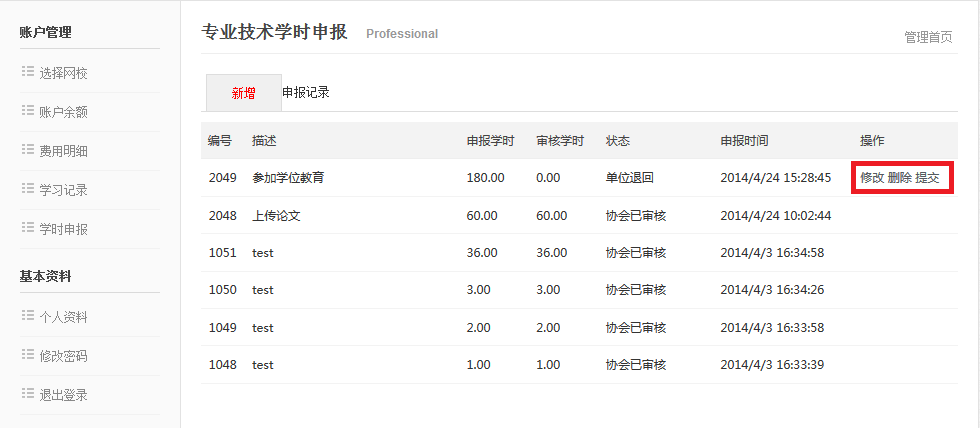 账户管理
选择网校
账户余额
费用明细
学习记录
学时申报
基本资料
个人资料
修改密码
退出登录
专业技术学时申报 Professional
管理首页
新增 申报记录
编号 描述 申报学时 审核学时 状态 申报时间 操作
2049 参加学位教育 180.00 0.00 单位退回 2014/4/24 15:28:45 修改 删除 提交
2048 上传论文 60.00 60.00 协会已审核 2014/4/24 10:02:44
1051 test 36.00 36.00 协会已审核 2014/4/3 16:34:58
1050 test 3.00 3.00 协会已审核 2014/4/3 16:34:26
1049 test 2.00 2.00 协会已审核 2014/4/3 16:33:58
1048 test 1.00 1.00 协会已审核 2014/4/3 16:33:39